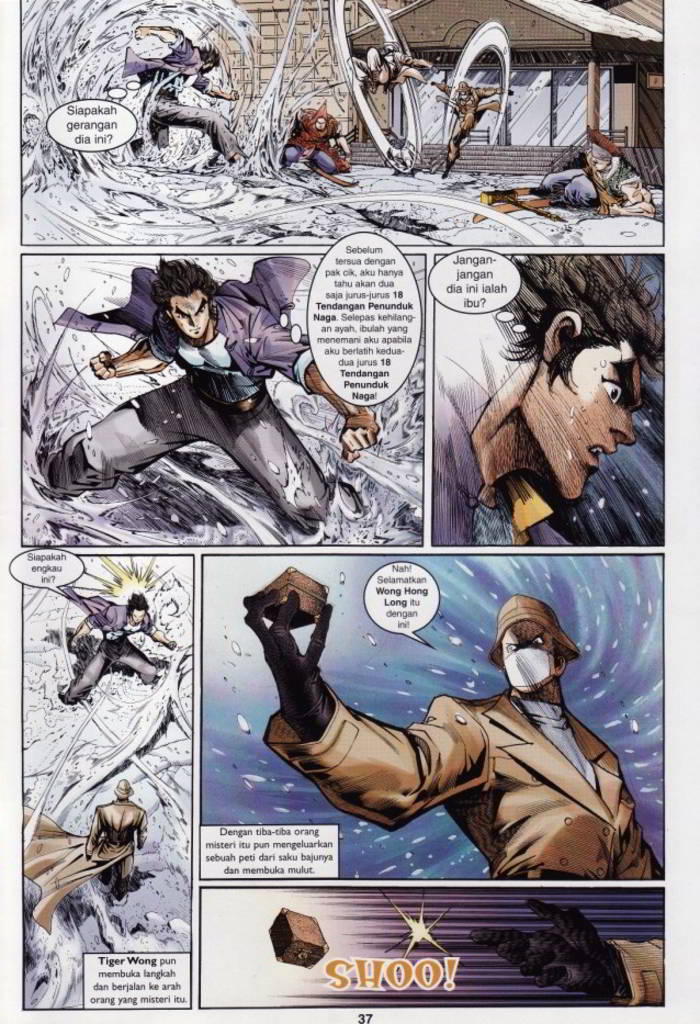 Siapakah
gerangan
dia ini?
Sebelum
tersua dengan
pak cik, aku hanya
tahu akan dua
saja jurus-jurus 18
Tendangan Penunduk
Naga. Selepas kehilang-
an ayah, ibulah yang
menemani aku apabila
aku berlatih kedua-
dua jurus 18
Tendangan
Penunduk
Naga!
Jangan-
jangan
dia ini ialah
ibu?
Siapakah
engkau
ini?
Tiger Wong pun
membuka langkah
dan berjalan ke arah
orang yang misteri itu.
Nah!
Selamatkan
Wong Hong
Long itu
dengan
ini!
Dengan tiba-tiba orang
misteri itu pun mengeluarkan
sebuah peti dari saku bajunya
dan membuka mulut.
SHOO!
37